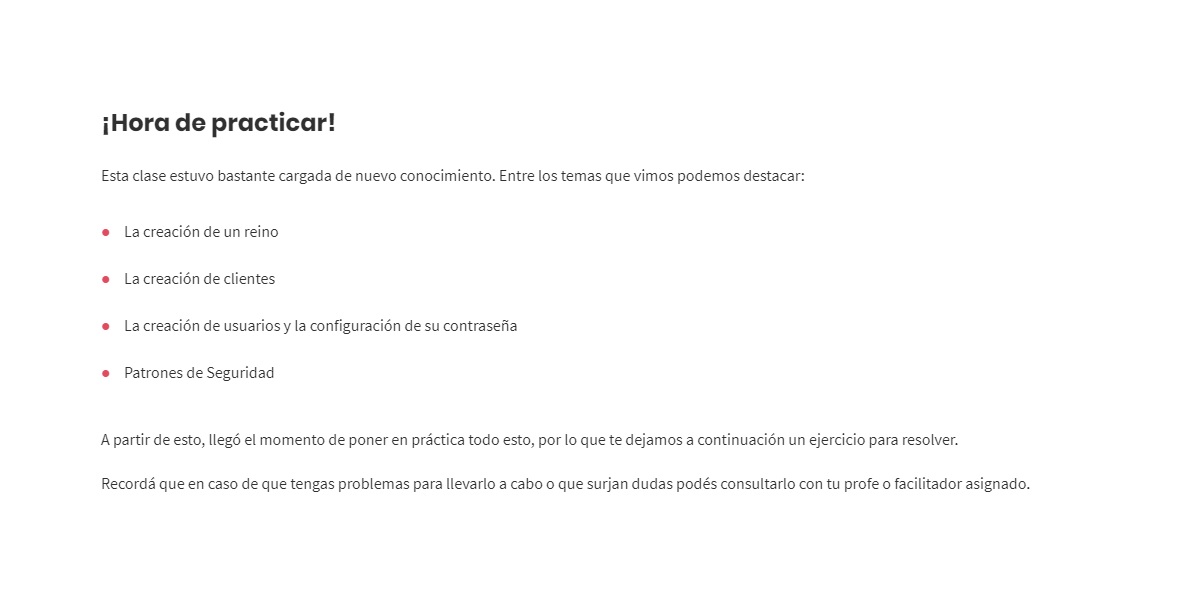 ¡Hora de practicar!
Esta clase estuvo bastante cargada de nuevo conocimiento. Entre los temas que vimos podemos destacar:
● La creación de un reino
● La creación de clientes
● La creación de usuarios y la configuración de su contraseña
● Patrones de Seguridad
A partir de esto, llegó el momento de poner en práctica todo esto, por lo que te dejamos a continuación un ejercicio para resolver.
Recordá que en caso de que tengas problemas para llevarlo a cabo o que surjan dudas podés consultarlo con tu profe o facilitador asignado.